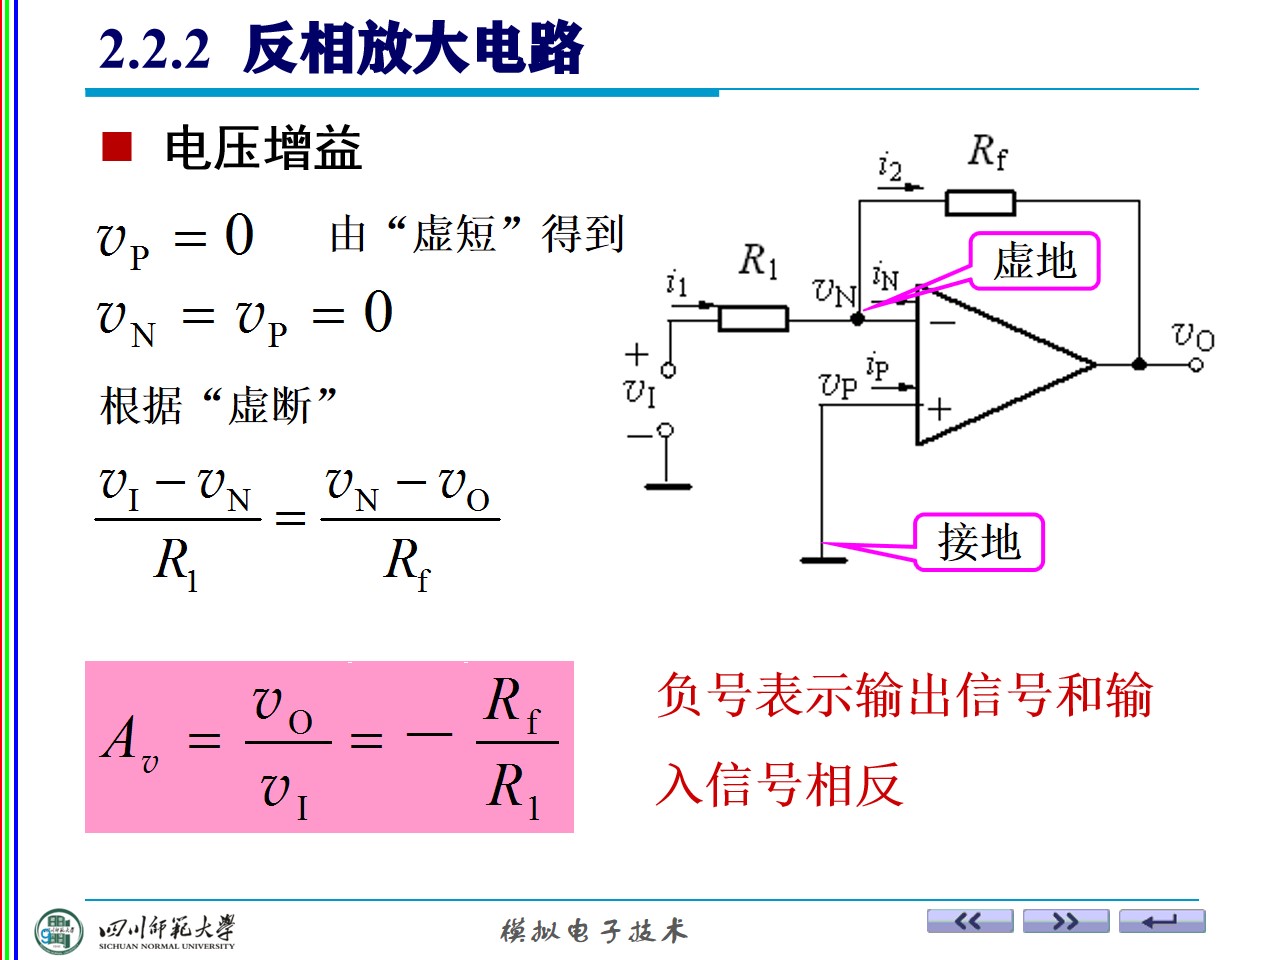 2.2.2 反相放大电路
■ 电压增益
v_P = 0 由“虚短”得到
v_N = v_P = 0
根据“虚断”
(v_I − v_N)/R_1 = (v_N − v_O)/R_f
A_v = v_O/v_I = − R_f/R_1
i_2 R_f
虚地
i_1 R_1 v_N i_N
−
v_O
+
v_I
−
v_P i_P
+
接地
负号表示输出信号和输
入信号相反
四川师范大学
SICHUAN NORMAL UNIVERSITY
模拟电子技术